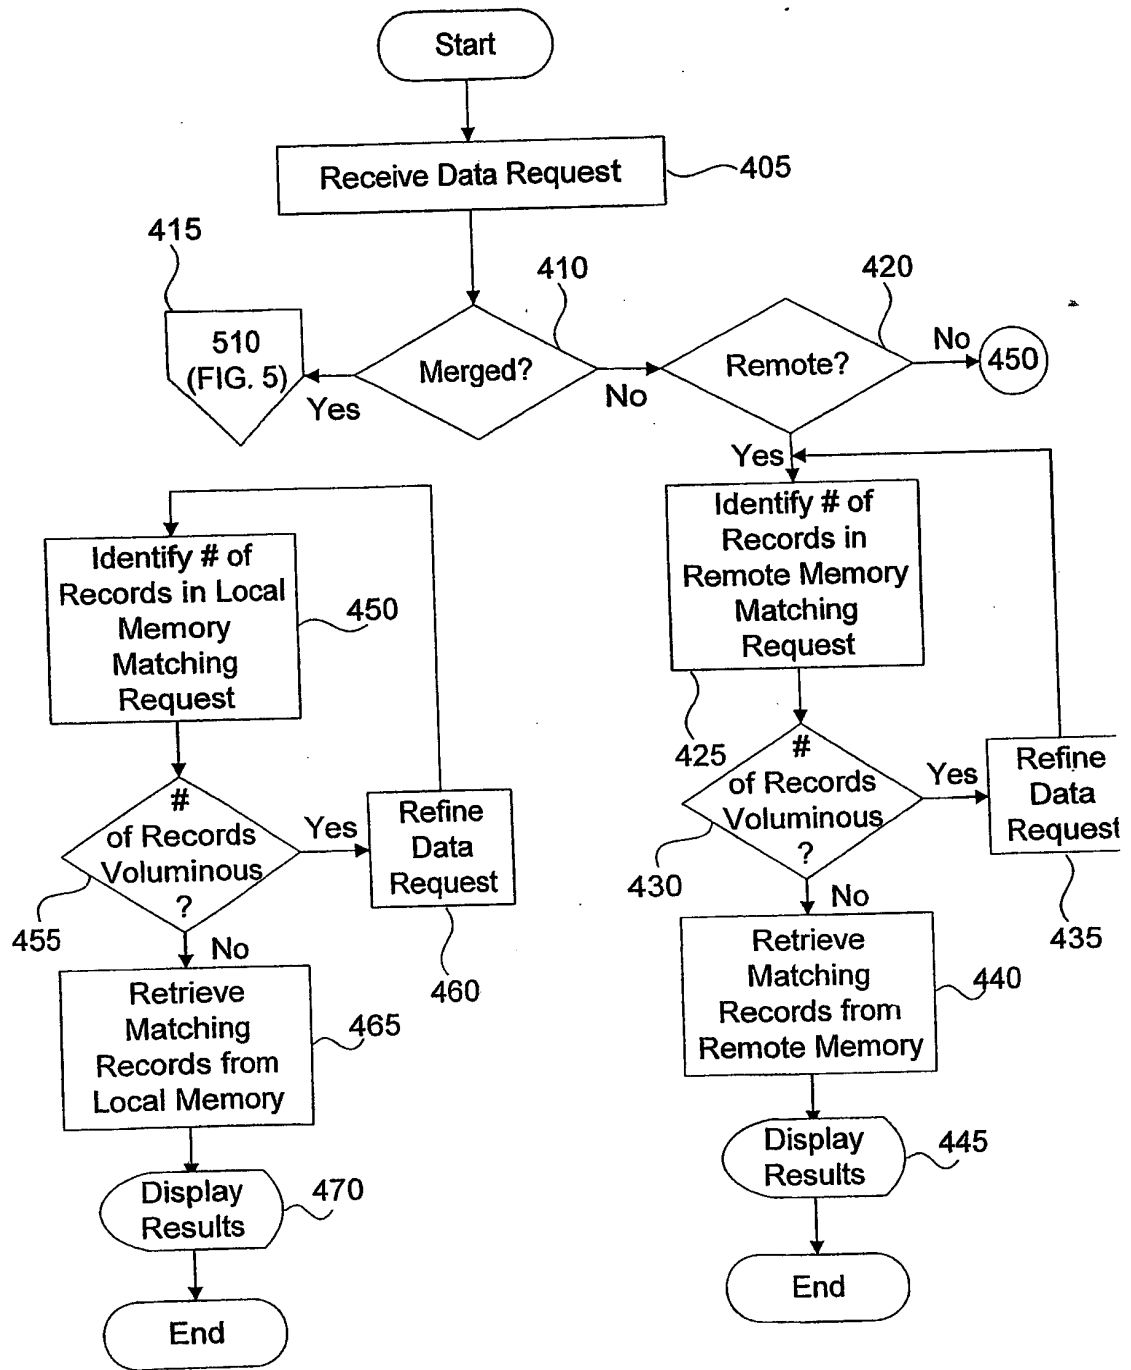 Start
Receive Data Request
405
415
410
420
510
(FIG. 5)
Merged?
Remote?
No
450
Yes
No
Yes
Identify # of
Records in
Remote Memory
Matching
Request
425
Identify # of
Records in Local
Memory
Matching
Request
450
#
of Records
Voluminous
?
430
Yes
Refine
Data
Request
435
#
of Records
Voluminous
?
455
Yes
Refine
Data
Request
460
No
Retrieve
Matching
Records from
Remote Memory
440
No
Retrieve
Matching
Records from
Local Memory
465
Display
Results
445
Display
Results
470
End
End